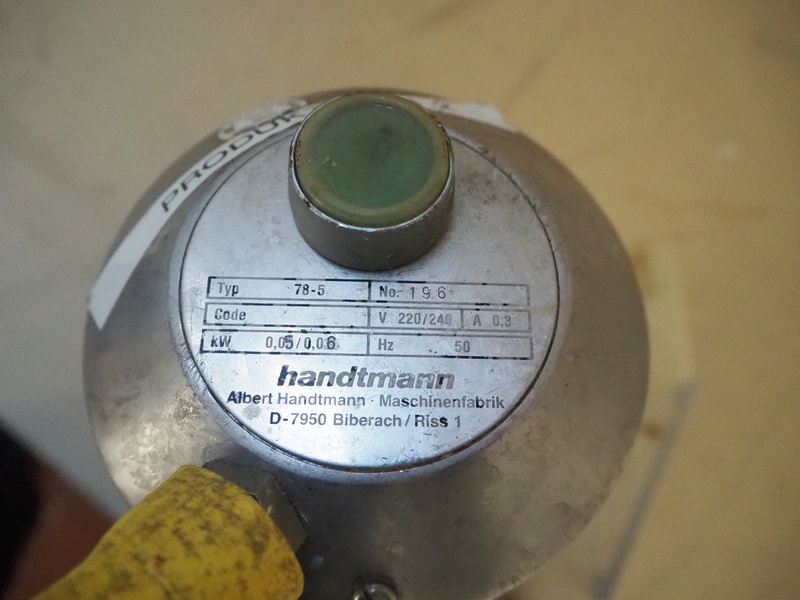 PRODUK
Typ 78-5 No. 196
Code V 220/240 A 0.3
kW 0,05/0,06 Hz 50
handtmann
Albert Handtmann · Maschinenfabrik
D-7950 Biberach/Riss 1